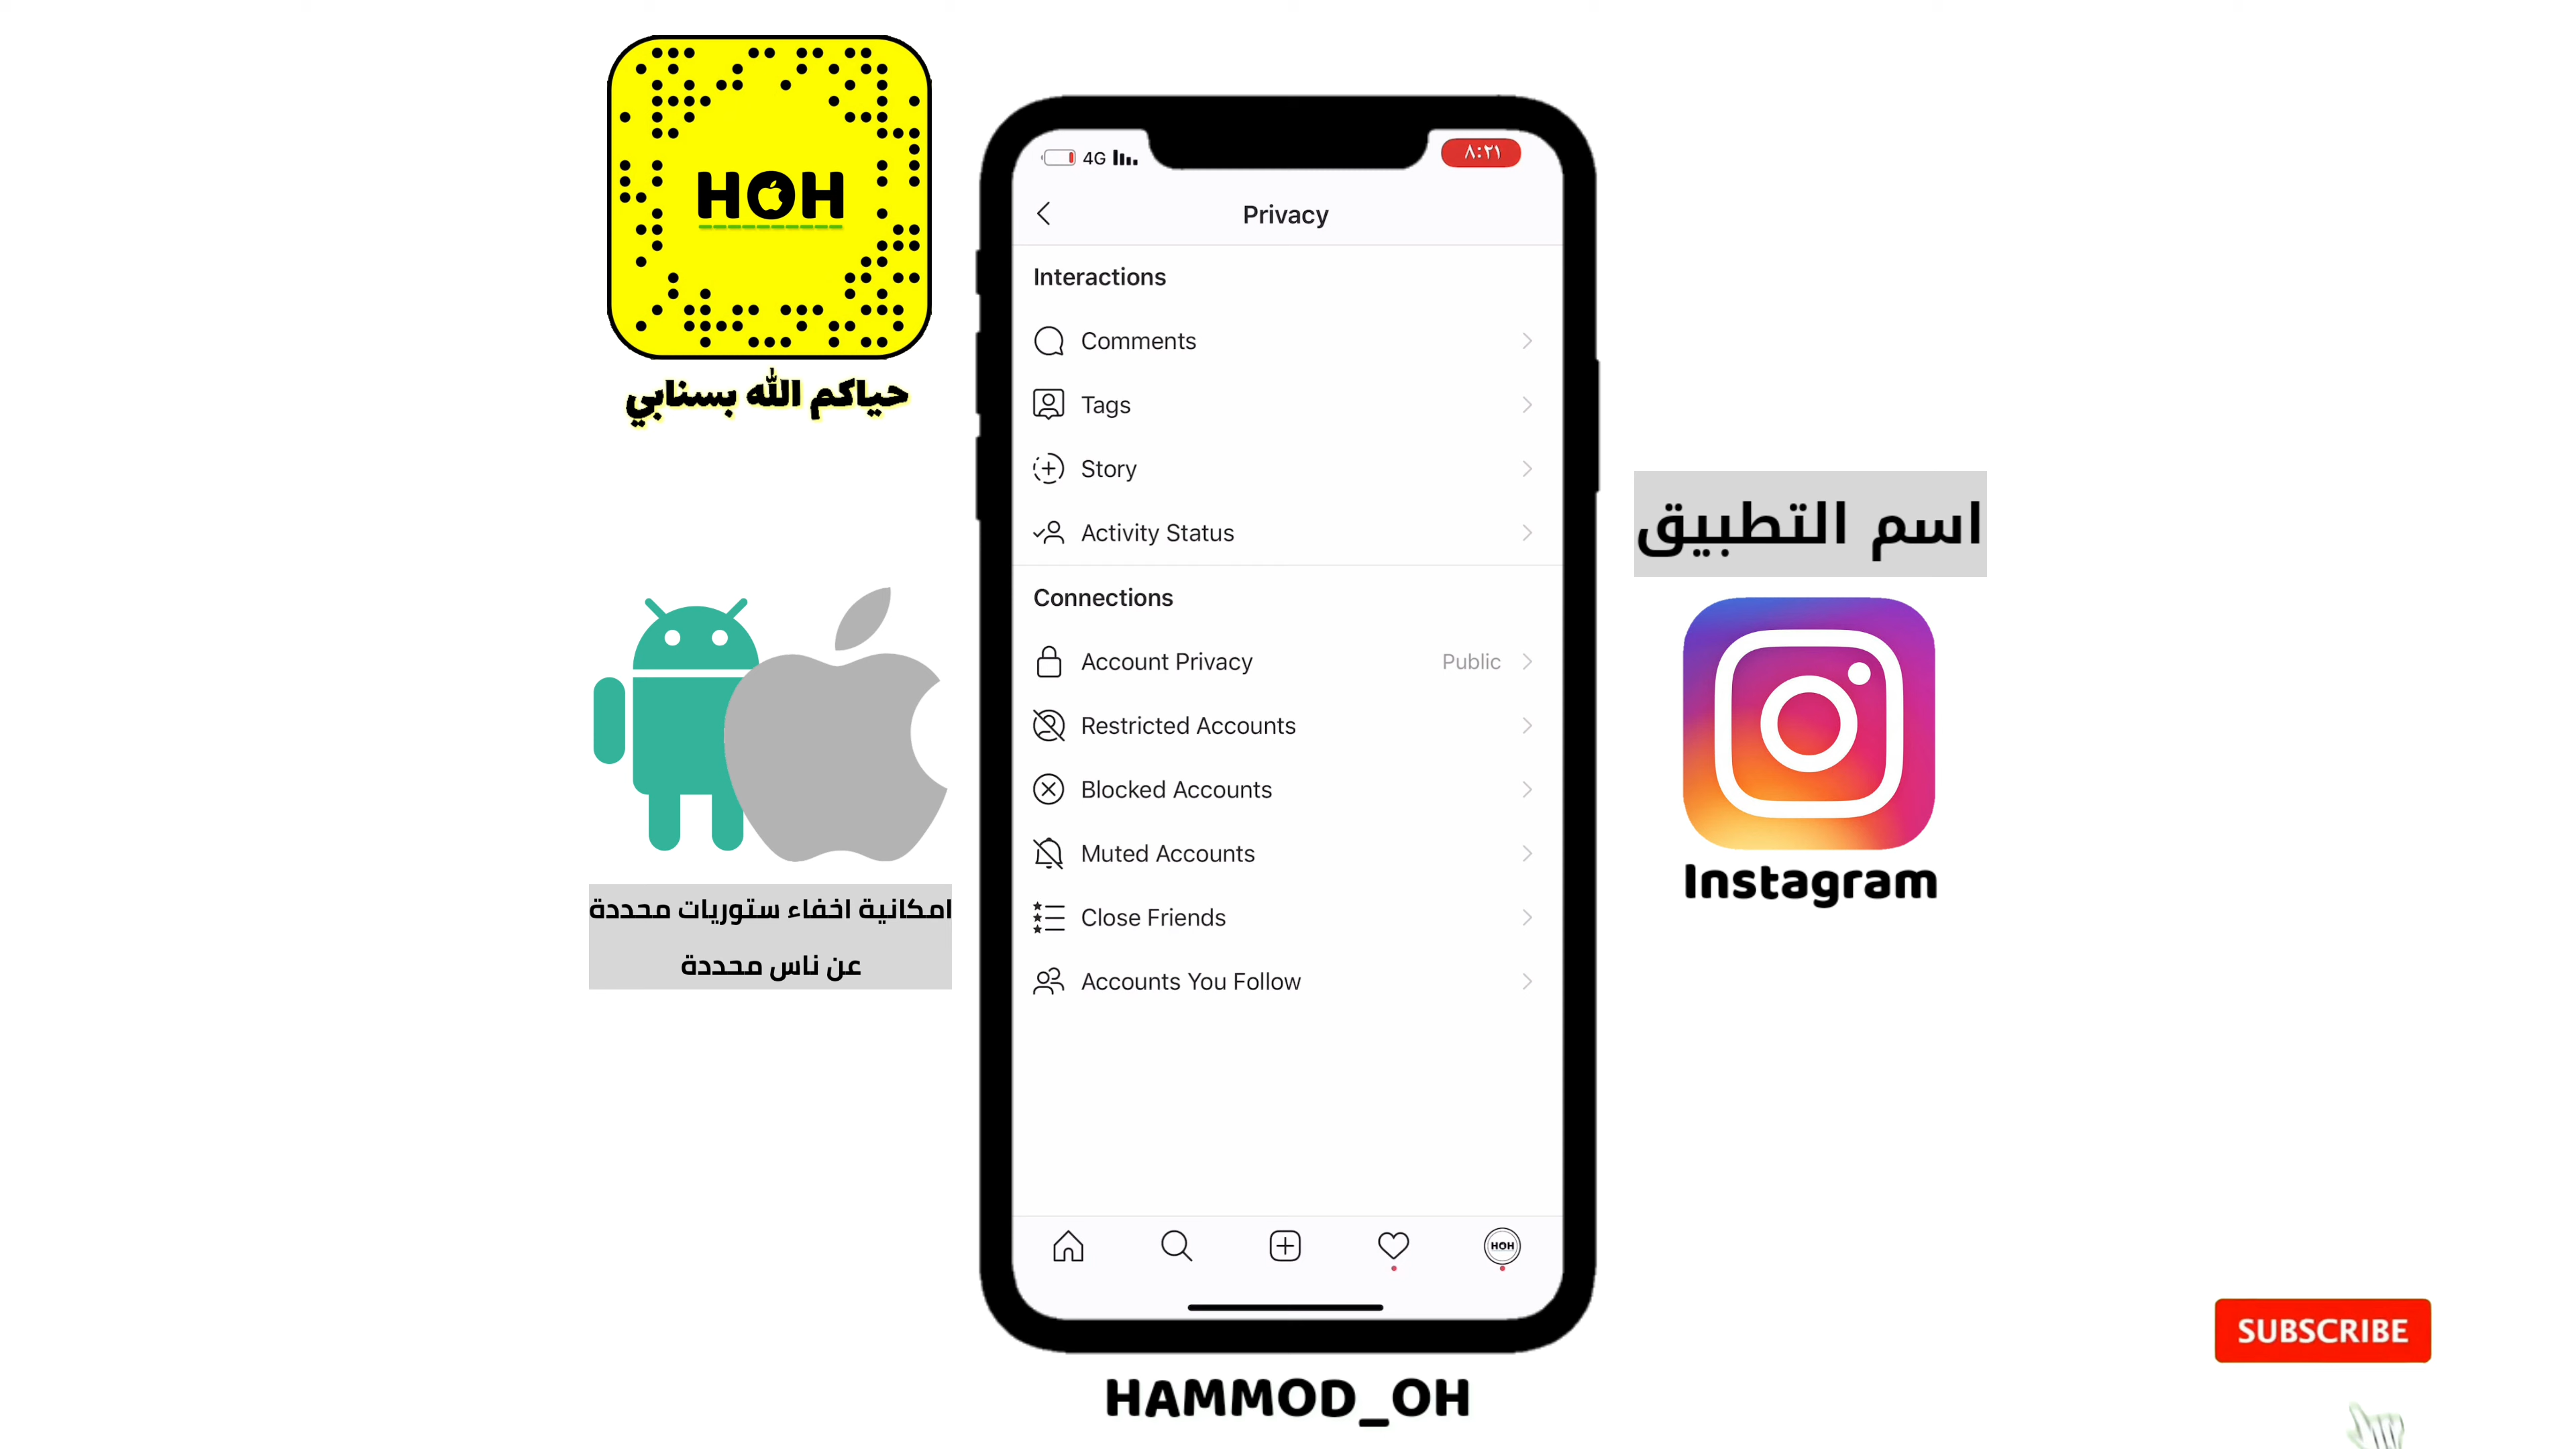 HOH
حياكم الله بسنابي
امكانية اخفاء ستوريات محددة
عن ناس محددة
4G
٨:٢١
Privacy
Interactions
Comments
Tags
Story
Activity Status
Connections
Account Privacy Public
Restricted Accounts
Blocked Accounts
Muted Accounts
Close Friends
Accounts You Follow
HOH
HAMMOD_OH
اسم التطبيق
Instagram
SUBSCRIBE